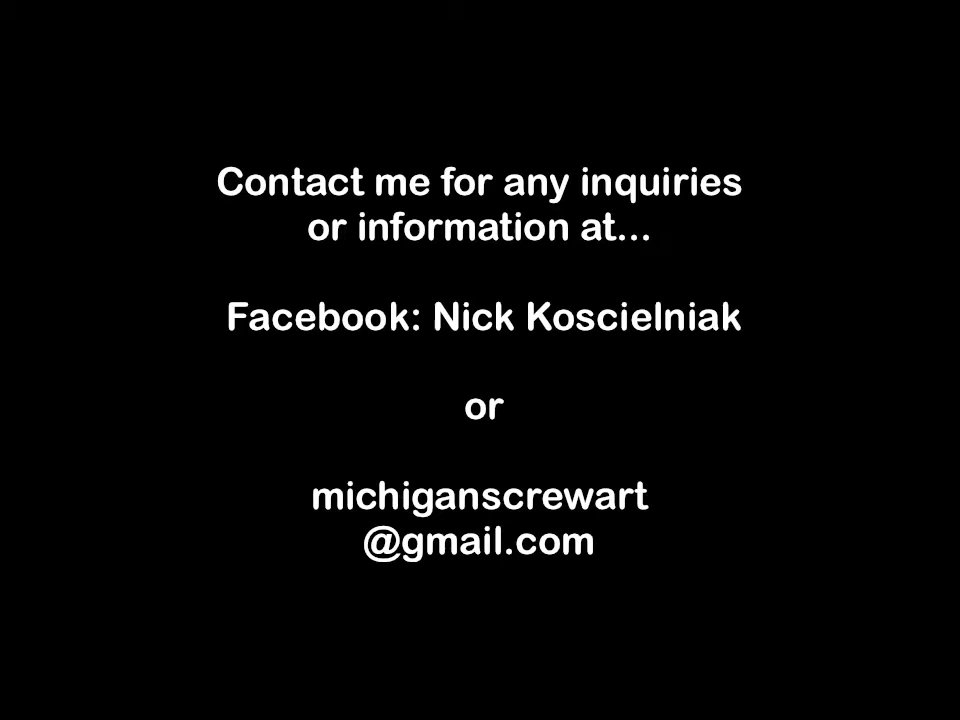 Contact me for any inquiries
or information at...
Facebook: Nick Koscielniak
or
michiganscrewart
@gmail.com